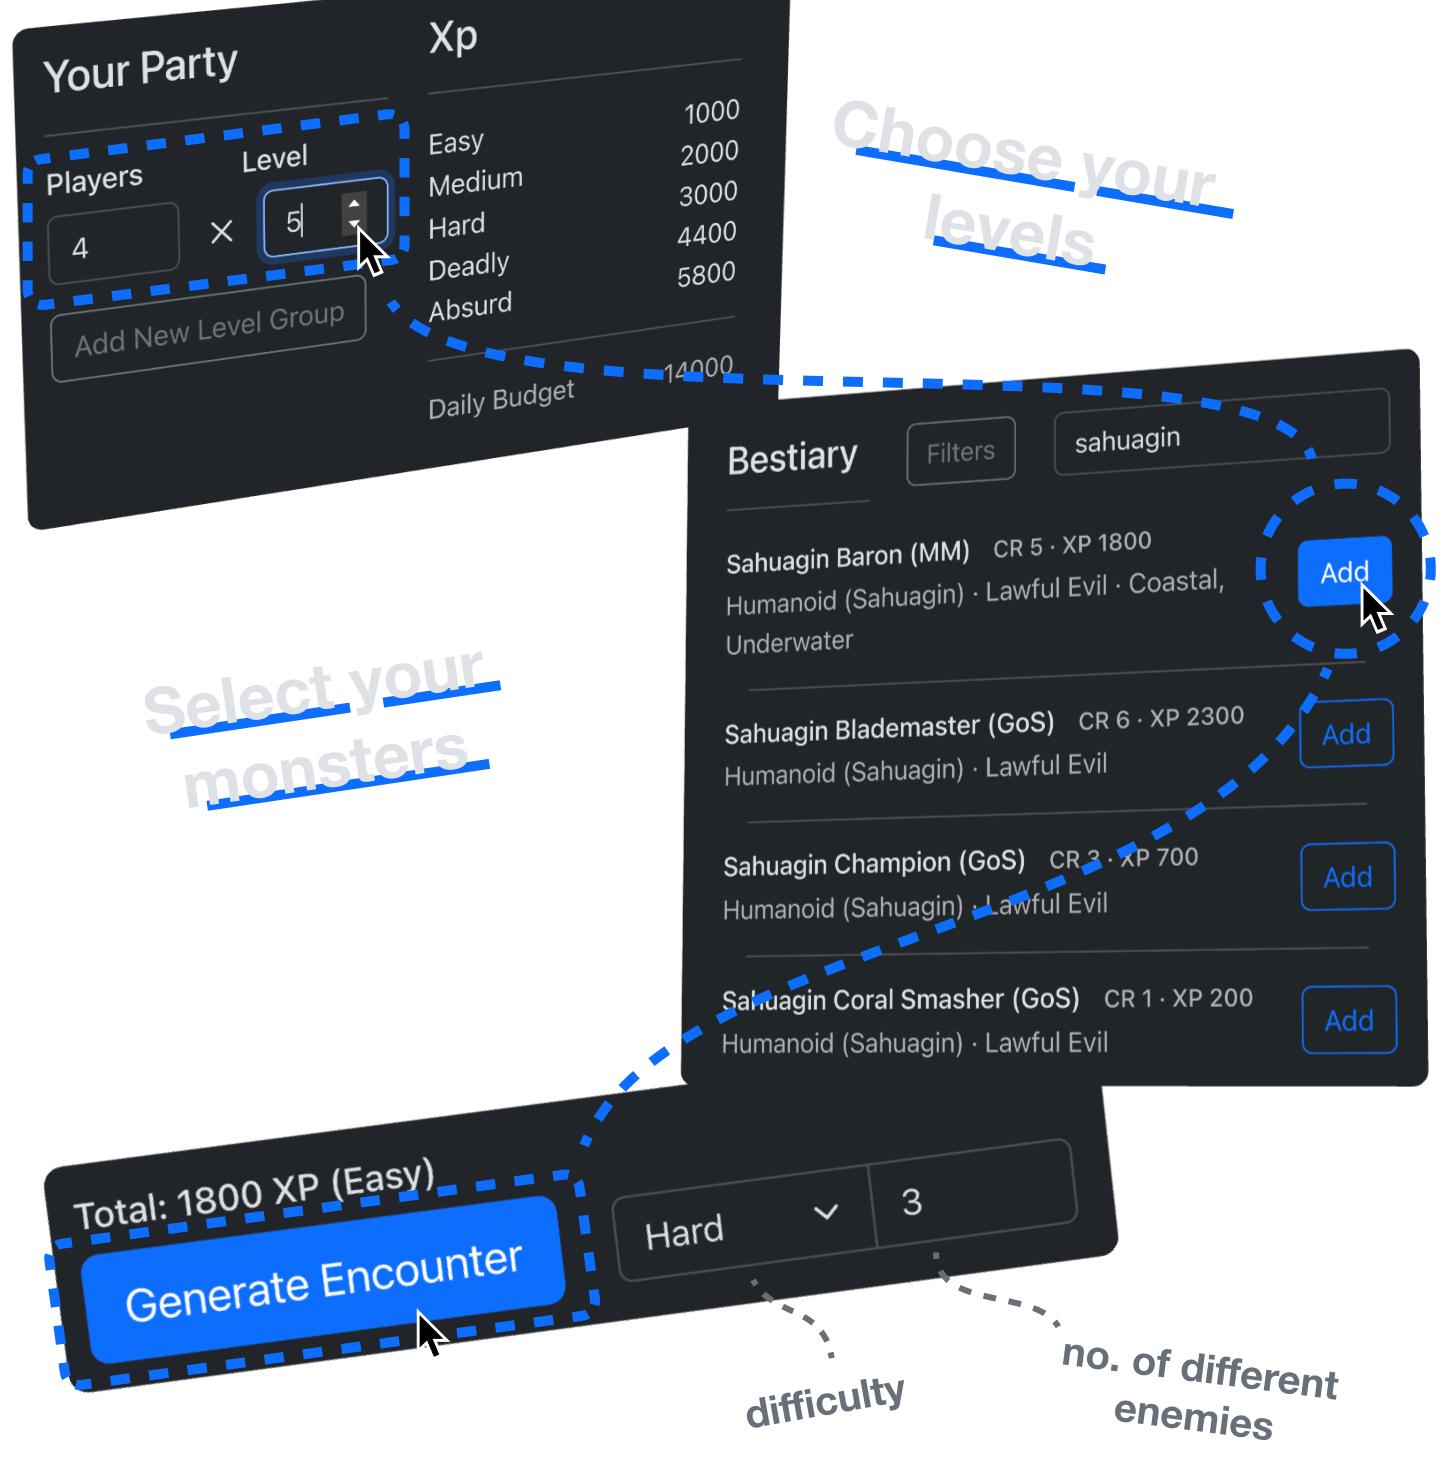 Your Party
Players
Level
4
×
5
Add New Level Group
Xp
Easy 1000
Medium 2000
Hard 3000
Deadly 4400
Absurd 5800
Daily Budget 14000
Choose your
levels
Bestiary
Filters
sahuagin
Sahuagin Baron (MM) CR 5 · XP 1800
Humanoid (Sahuagin) · Lawful Evil · Coastal,
Underwater
Add
Sahuagin Blademaster (GoS) CR 6 · XP 2300
Humanoid (Sahuagin) · Lawful Evil
Add
Sahuagin Champion (GoS) CR 3 · XP 700
Humanoid (Sahuagin) · Lawful Evil
Add
Sahuagin Coral Smasher (GoS) CR 1 · XP 200
Humanoid (Sahuagin) · Lawful Evil
Add
Select your
monsters
Total: 1800 XP (Easy)
Generate Encounter
Hard
3
difficulty
no. of different
enemies